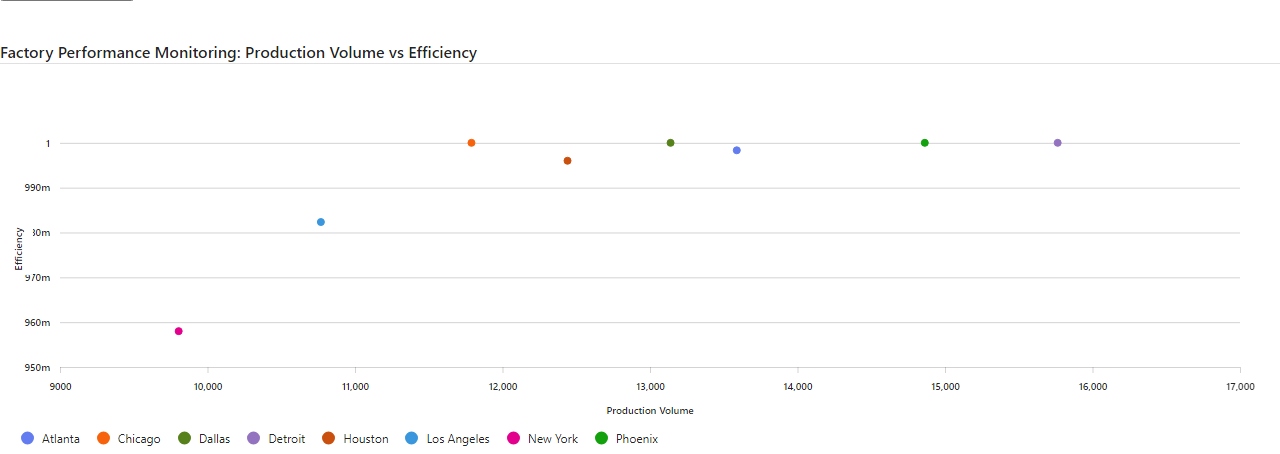 Factory Performance Monitoring: Production Volume vs Efficiency
1
990m
970m
960m
950m
Efficiency
9000 10,000 11,000 12,000 13,000 14,000 15,000 16,000 17,000
Production Volume
Atlanta Chicago Dallas Detroit Houston Los Angeles New York Phoenix